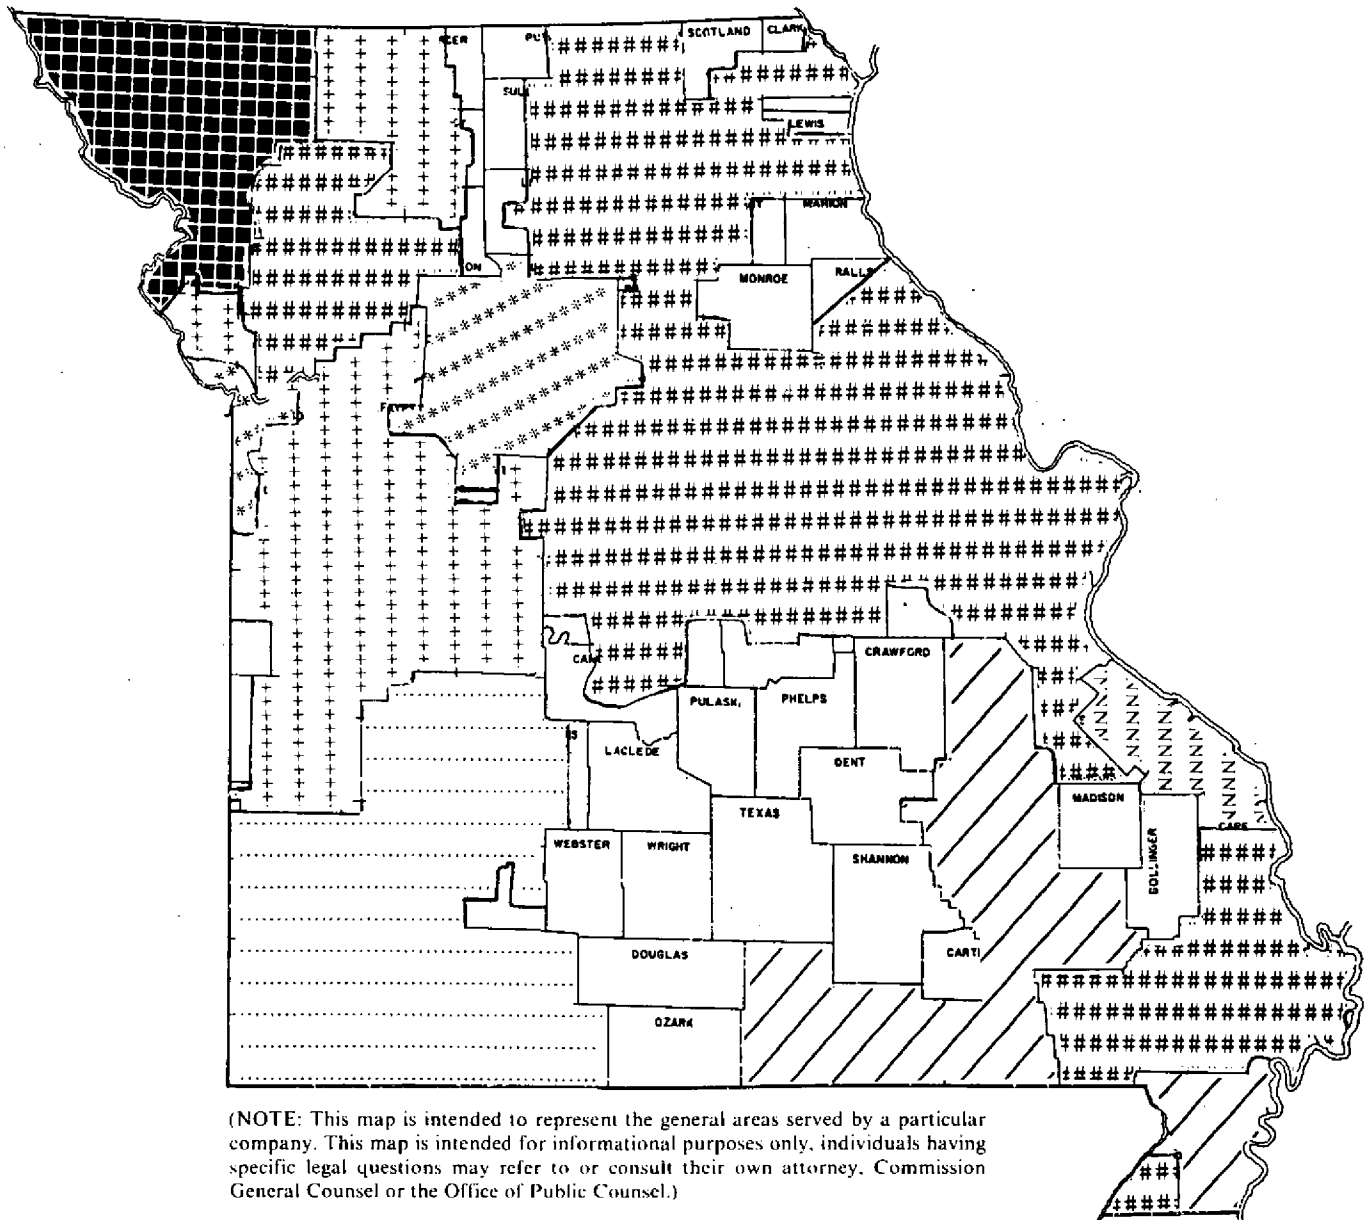 SCOTLAND
CLARK
LEWIS
MARION
MONROE
RALLS
CRAWFORD
PULASKI
PHELPS
LACLEDE
DENT
TEXAS
MADISON
WEBSTER
WRIGHT
SHANNON
BOLLINGER
DOUGLAS
CARTI
OZARK
(NOTE: This map is intended to represent the general areas served by a particular
company. This map is intended for informational purposes only, individuals having
specific legal questions may refer to or consult their own attorney, Commission
General Counsel or the Office of Public Counsel.)